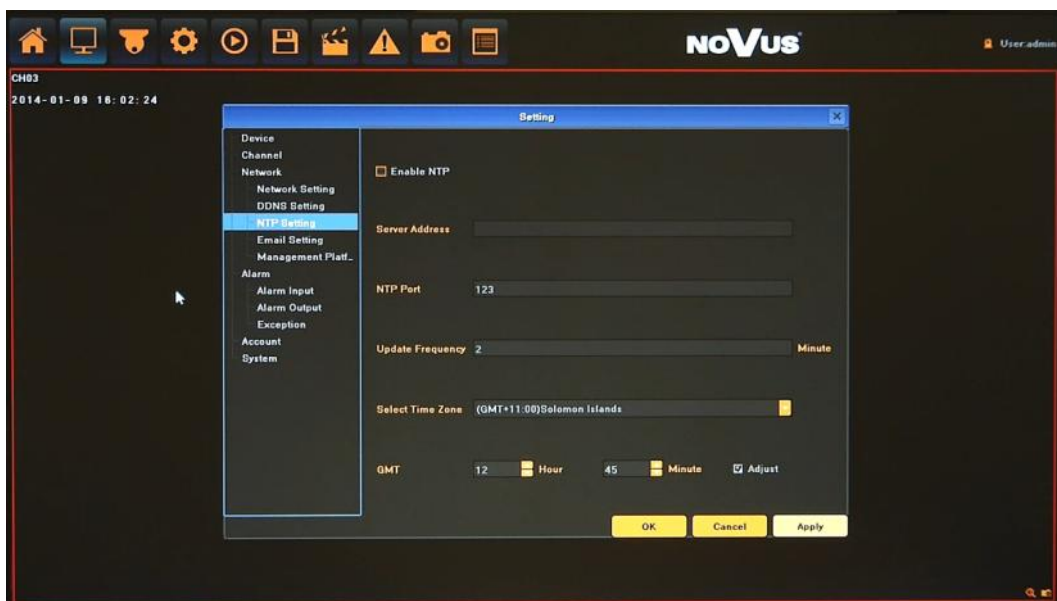 NOVUS
User:admin
CH03
2014-01-09 16:02:24
Setting
Device
Channel
Network
Network Setting
DDNS Setting
NTP Setting
Email Setting
Management Platf_
Alarm
Alarm Input
Alarm Output
Exception
Account
System
Enable NTP
Server Address
NTP Port 123
Update Frequency 2 Minute
Select Time Zone (GMT+11:00)Solomon Islands
GMT 12 Hour 45 Minute Adjust
OK Cancel Apply